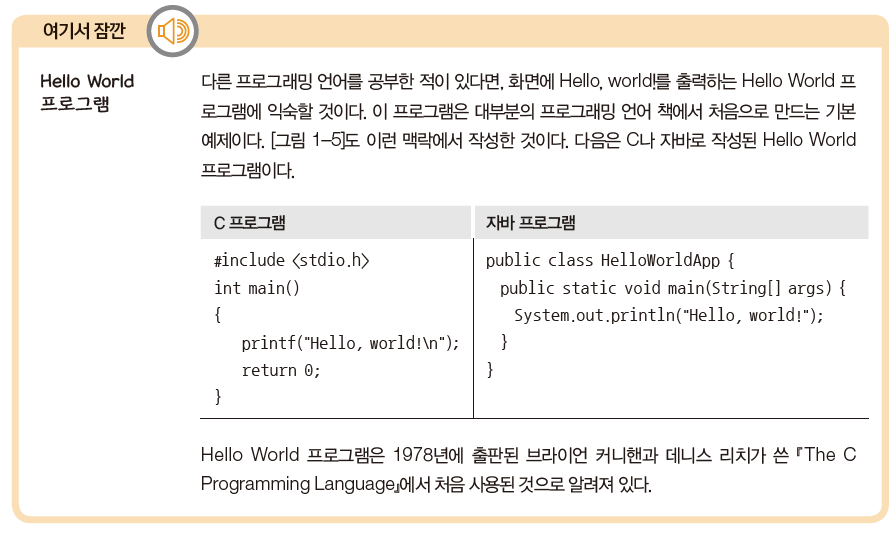 여기서 잠깐
Hello World
프로그램
다른 프로그래밍 언어를 공부한 적이 있다면, 화면에 Hello, world!를 출력하는 Hello World 프
로그램에 익숙할 것이다. 이 프로그램은 대부분의 프로그래밍 언어 책에서 처음으로 만드는 기본
예제이다. [그림 1–5]도 이런 맥락에서 작성한 것이다. 다음은 C나 자바로 작성된 Hello World
프로그램이다.
C 프로그램
#include <stdio.h>
int main()
{
printf("Hello, world!\n");
return 0;
}
자바 프로그램
public class HelloWorldApp {
public static void main(String[] args) {
System.out.println("Hello, world!");
}
}
Hello World 프로그램은 1978년에 출판된 브라이언 커니핸과 데니스 리치가 쓴 『The C
Programming Language』에서 처음 사용된 것으로 알려져 있다.